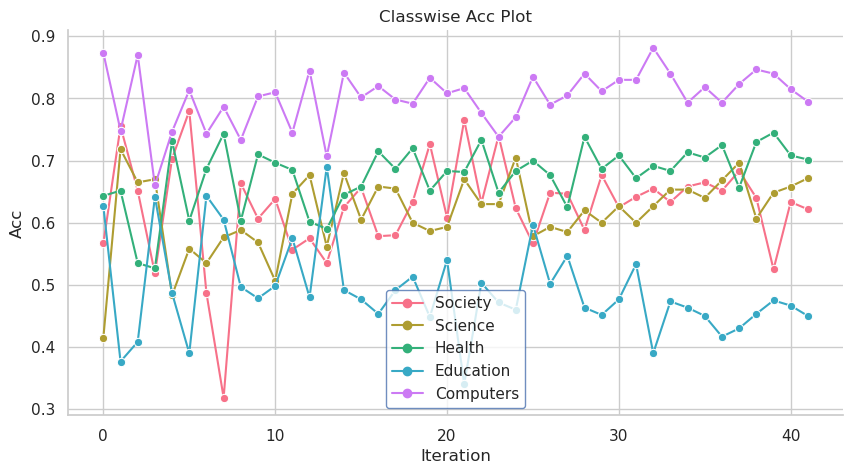 Classwise Acc Plot
0.9
0.8
0.7
0.6
0.5
0.4
0.3
Acc
Society
Science
Health
Education
Computers
0 10 20 30 40
Iteration